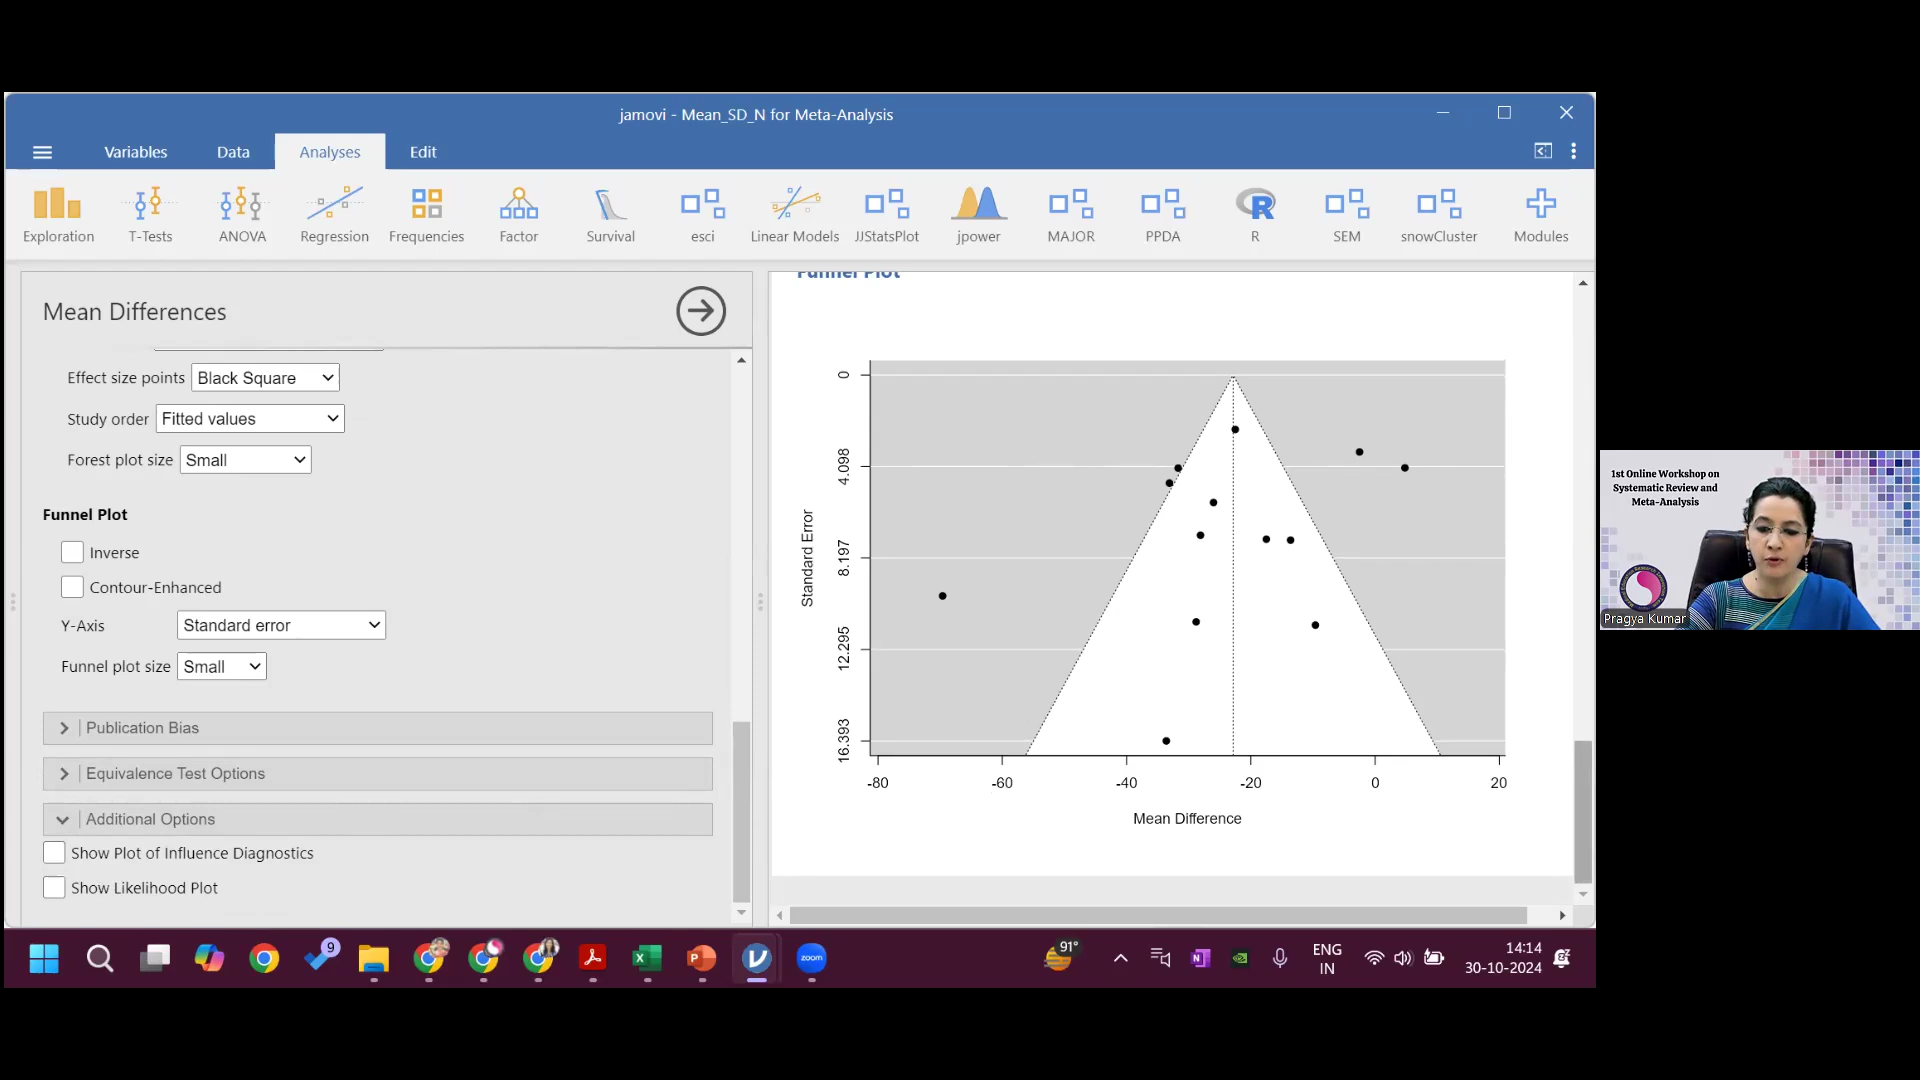 jamovi - Mean_SD_N for Meta-Analysis
Variables
Data
Analyses
Edit
Exploration
T-Tests
ANOVA
Regression
Frequencies
Factor
Survival
esci
Linear Models
JJStatsPlot
jpower
MAJOR
PPDA
R
SEM
snowCluster
Modules
Mean Differences
Effect size points Black Square
Study order Fitted values
Forest plot size Small
Funnel Plot
Inverse
Contour-Enhanced
Y-Axis Standard error
Funnel plot size Small
Publication Bias
Equivalence Test Options
Additional Options
Show Plot of Influence Diagnostics
Show Likelihood Plot
Funnel Plot
Standard Error
0
4.098
8.197
12.295
16.393
-80 -60 -40 -20 0 20
Mean Difference
1st Online Workshop on
Systematic Review and
Meta-Analysis
Pragya Kumar
9
zoom
91°
ENG
IN
14:14
30-10-2024